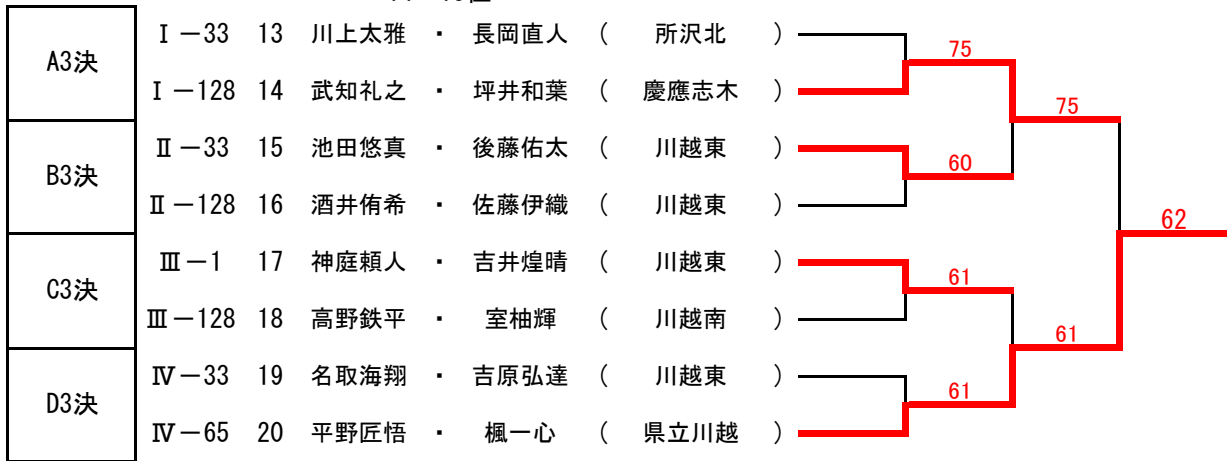 A3決
Ⅰ－33 13 川上太雅 ・ 長岡直人 ( 所沢北 )
75
Ⅰ－128 14 武知礼之 ・ 坪井和葉 ( 慶應志木 )
75
B3決
Ⅱ－33 15 池田悠真 ・ 後藤佑太 ( 川越東 )
60
Ⅱ－128 16 酒井侑希 ・ 佐藤伊織 ( 川越東 )
62
C3決
Ⅲ－1 17 神庭頼人 ・ 吉井煌晴 ( 川越東 )
61
Ⅲ－128 18 高野鉄平 ・ 室柚輝 ( 川越南 )
61
D3決
Ⅳ－33 19 名取海翔 ・ 吉原弘達 ( 川越東 )
61
Ⅳ－65 20 平野匠悟 ・ 楓一心 ( 県立川越 )